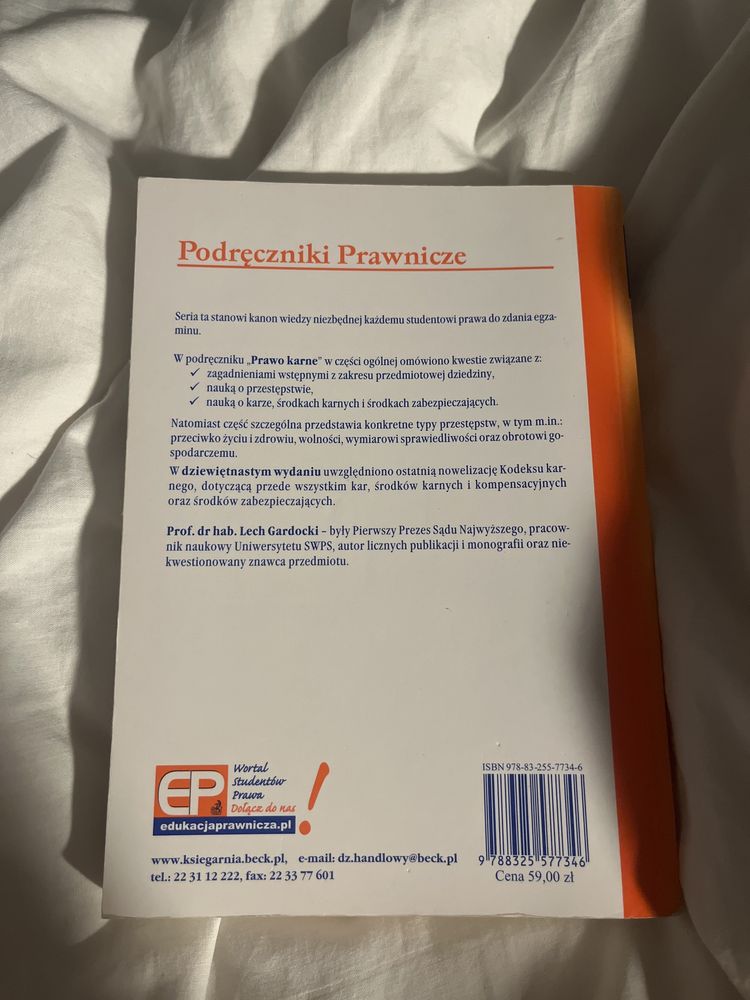 Podręczniki Prawnicze
Seria ta stanowi kanon wiedzy niezbędnej każdemu studentowi prawa do zdania egza-
minu.
W podręczniku „Prawo karne” w części ogólnej omówiono kwestie związane z:
✓ zagadnieniami wstępnymi z zakresu przedmiotowej dziedziny,
✓ nauką o przestępstwie,
✓ nauką o karze, środkach karnych i środkach zabezpieczających.
Natomiast część szczególna przedstawia konkretne typy przestępstw, w tym m.in.:
przeciwko życiu i zdrowiu, wolności, wymiarowi sprawiedliwości oraz obrotowi go-
spodarczemu.
W dziewiętnastym wydaniu uwzględniono ostatnią nowelizację Kodeksu kar-
nego, dotyczącą przede wszystkim kar, środków karnych i kompensacyjnych
oraz środków zabezpieczających.
Prof. dr hab. Lech Gardocki – były Pierwszy Prezes Sądu Najwyższego, pracow-
nik naukowy Uniwersytetu SWPS, autor licznych publikacji i monografii oraz nie-
kwestionowany znawca przedmiotu.
EP
Wortal
Studentów
Prawa
Dołącz do nas
!
edukacjaprawnicza.pl
www.ksiegarnia.beck.pl, e-mail: dz.handlowy@beck.pl
tel.: 22 31 12 222, fax: 22 33 77 601
ISBN 978-83-255-7734-6
9 788325 577346
Cena 59,00 zł